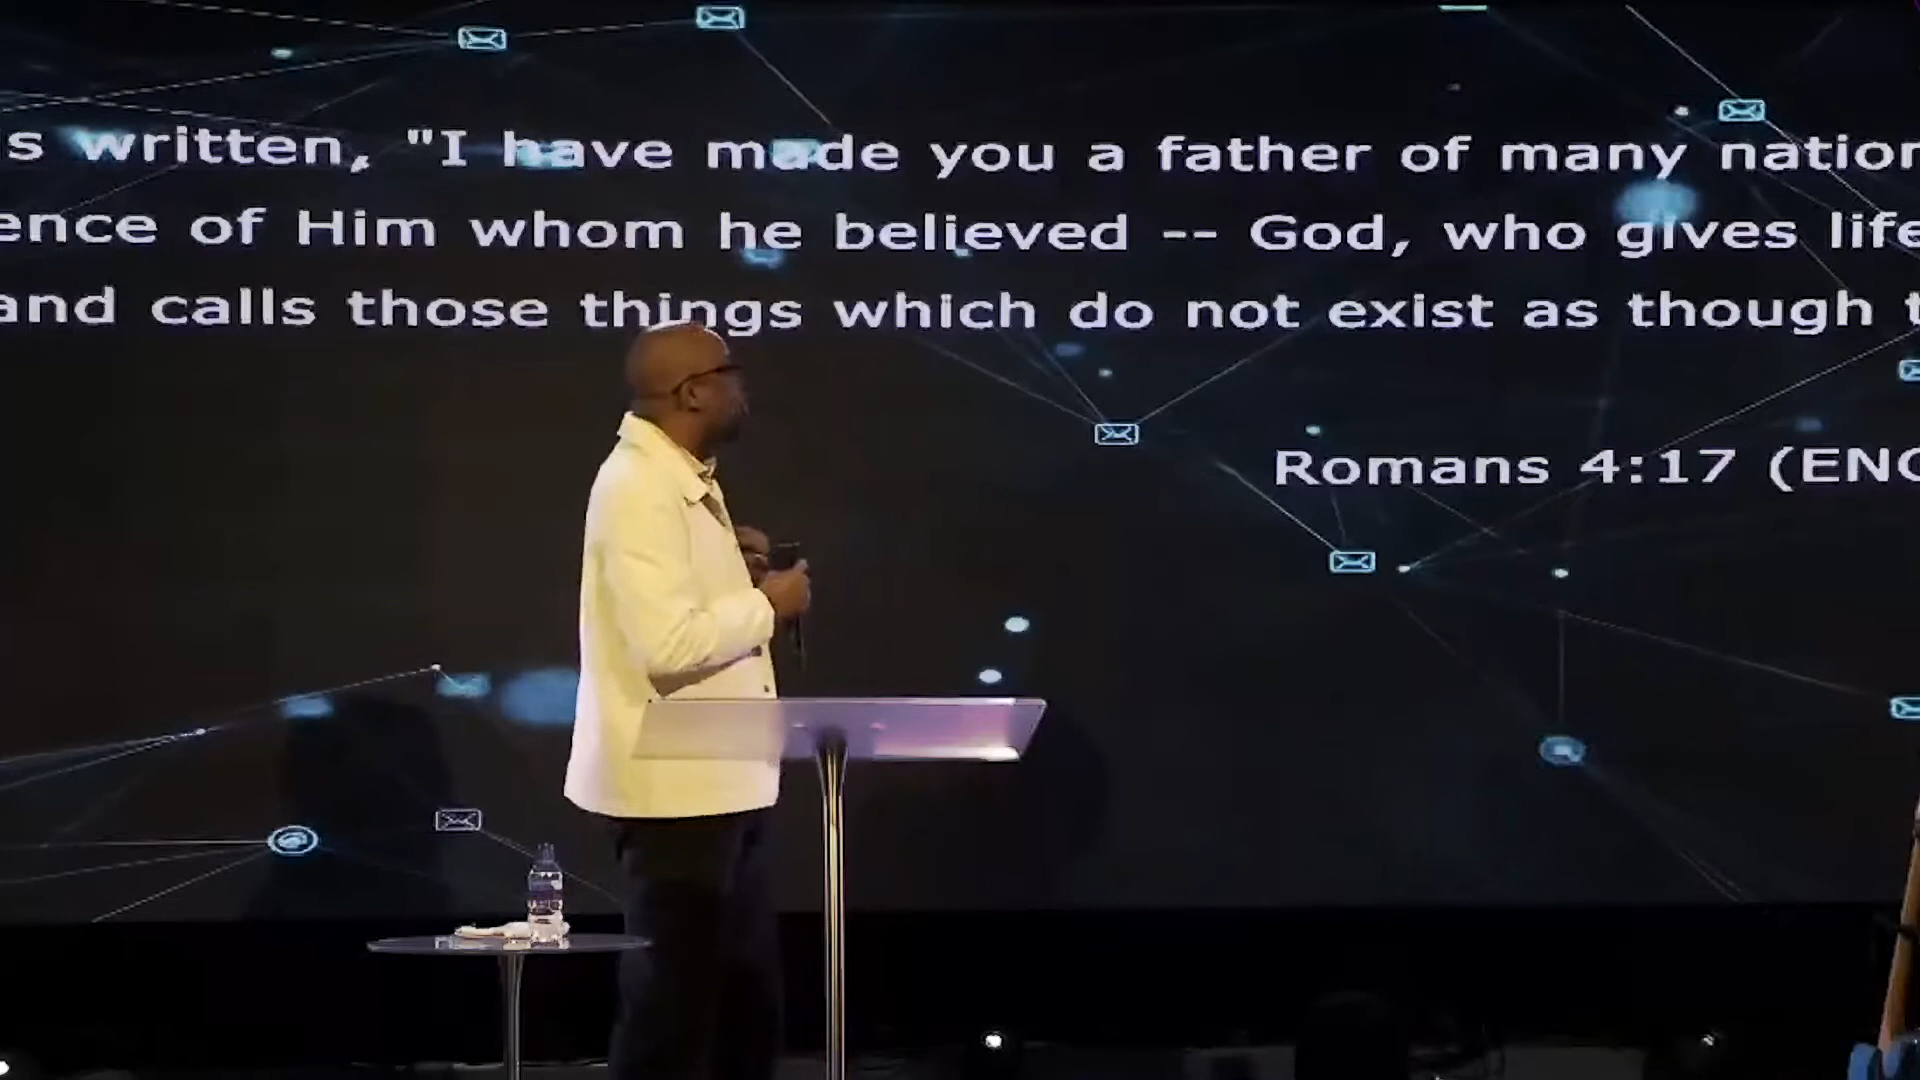 s written, "I have made you a father of many nation
ence of Him whom he believed -- God, who gives life
and calls those things which do not exist as though t
Romans 4:17 (ENG